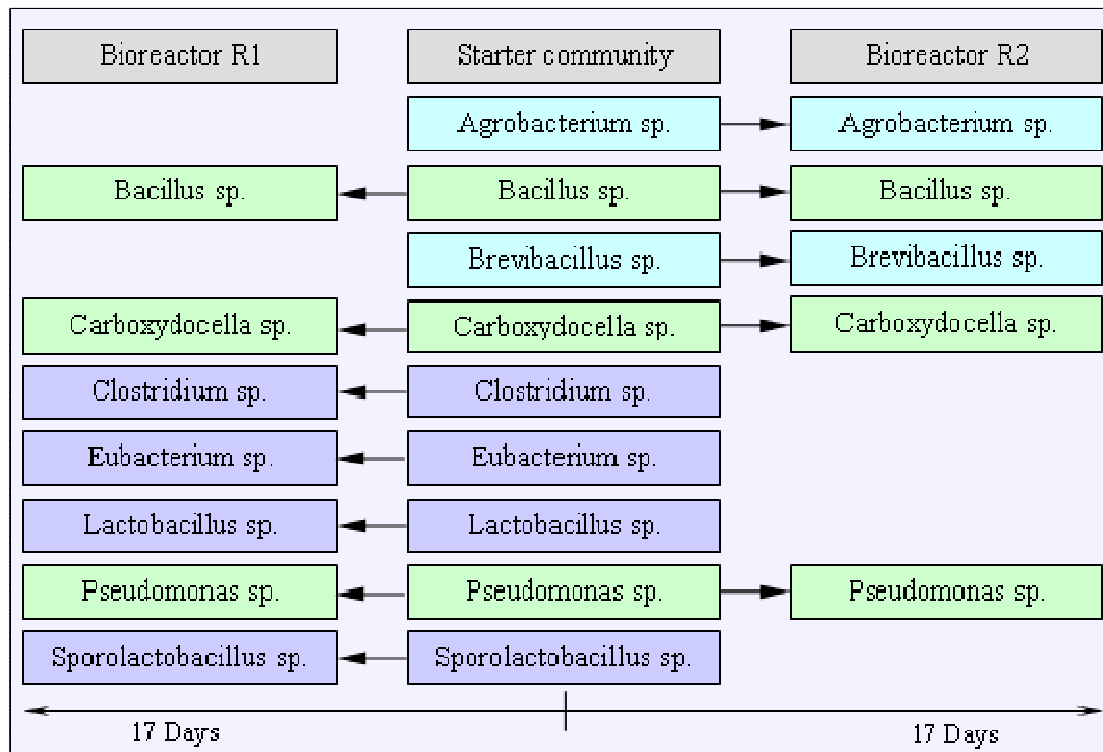 Bioreactor R1 Starter community Bioreactor R2
Agrobacterium sp. Agrobacterium sp.
Bacillus sp. Bacillus sp. Bacillus sp.
Brevibacillus sp. Brevibacillus sp.
Carboxydocella sp. Carboxydocella sp. Carboxydocella sp.
Clostridium sp. Clostridium sp.
Eubacterium sp. Eubacterium sp.
Lactobacillus sp. Lactobacillus sp.
Pseudomonas sp. Pseudomonas sp. Pseudomonas sp.
Sporolactobacillus sp. Sporolactobacillus sp.
17 Days 17 Days